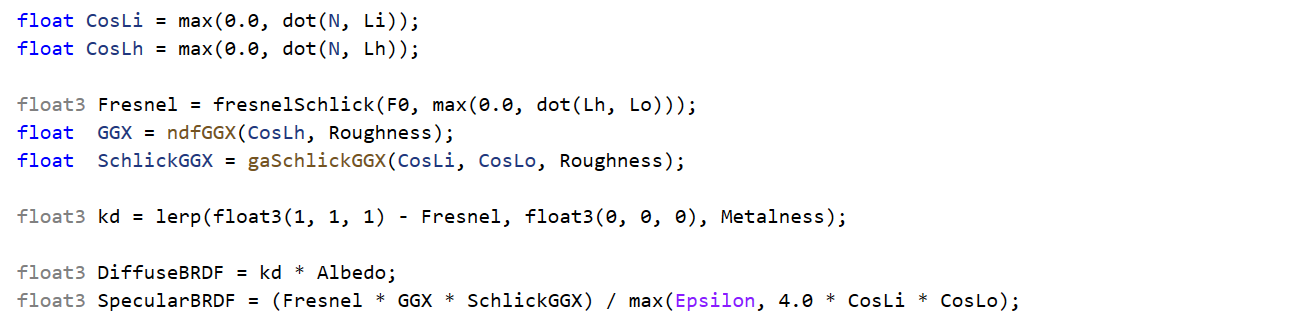 float CosLi = max(0.0, dot(N, Li));
float CosLh = max(0.0, dot(N, Lh));
float3 Fresnel = fresnelSchlick(F0, max(0.0, dot(Lh, Lo)));
float  GGX = ndfGGX(CosLh, Roughness);
float  SchlickGGX = gaSchlickGGX(CosLi, CosLo, Roughness);
float3 kd = lerp(float3(1, 1, 1) - Fresnel, float3(0, 0, 0), Metalness);
float3 DiffuseBRDF = kd * Albedo;
float3 SpecularBRDF = (Fresnel * GGX * SchlickGGX) / max(Epsilon, 4.0 * CosLi * CosLo);